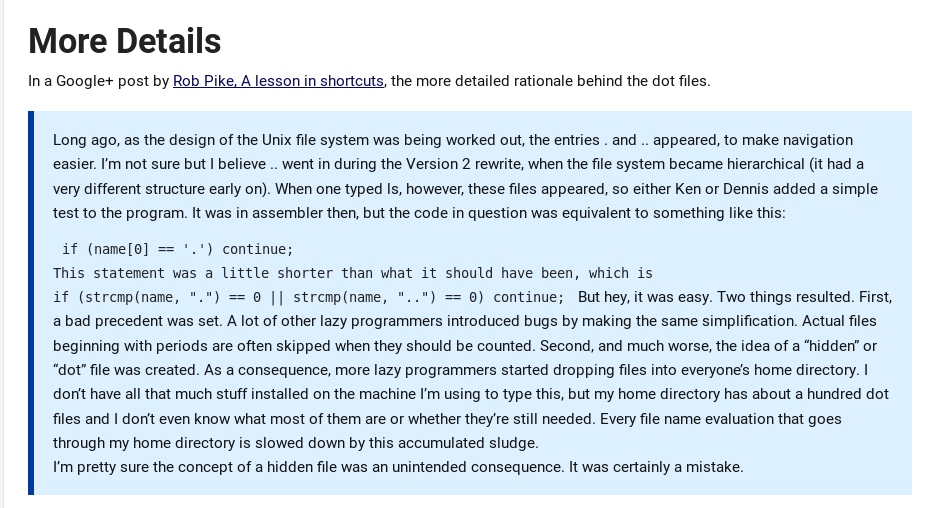 More Details
In a Google+ post by Rob Pike, A lesson in shortcuts, the more detailed rationale behind the dot files.
Long ago, as the design of the Unix file system was being worked out, the entries . and .. appeared, to make navigation
easier. I’m not sure but I believe .. went in during the Version 2 rewrite, when the file system became hierarchical (it had a
very different structure early on). When one typed ls, however, these files appeared, so either Ken or Dennis added a simple
test to the program. It was in assembler then, but the code in question was equivalent to something like this:
if (name[0] == '.') continue;
This statement was a little shorter than what it should have been, which is
if (strcmp(name, ".") == 0 || strcmp(name, "..") == 0) continue; But hey, it was easy. Two things resulted. First,
a bad precedent was set. A lot of other lazy programmers introduced bugs by making the same simplification. Actual files
beginning with periods are often skipped when they should be counted. Second, and much worse, the idea of a “hidden” or
“dot” file was created. As a consequence, more lazy programmers started dropping files into everyone’s home directory. I
don’t have all that much stuff installed on the machine I’m using to type this, but my home directory has about a hundred dot
files and I don’t even know what most of them are or whether they’re still needed. Every file name evaluation that goes
through my home directory is slowed down by this accumulated sludge.
I’m pretty sure the concept of a hidden file was an unintended consequence. It was certainly a mistake.